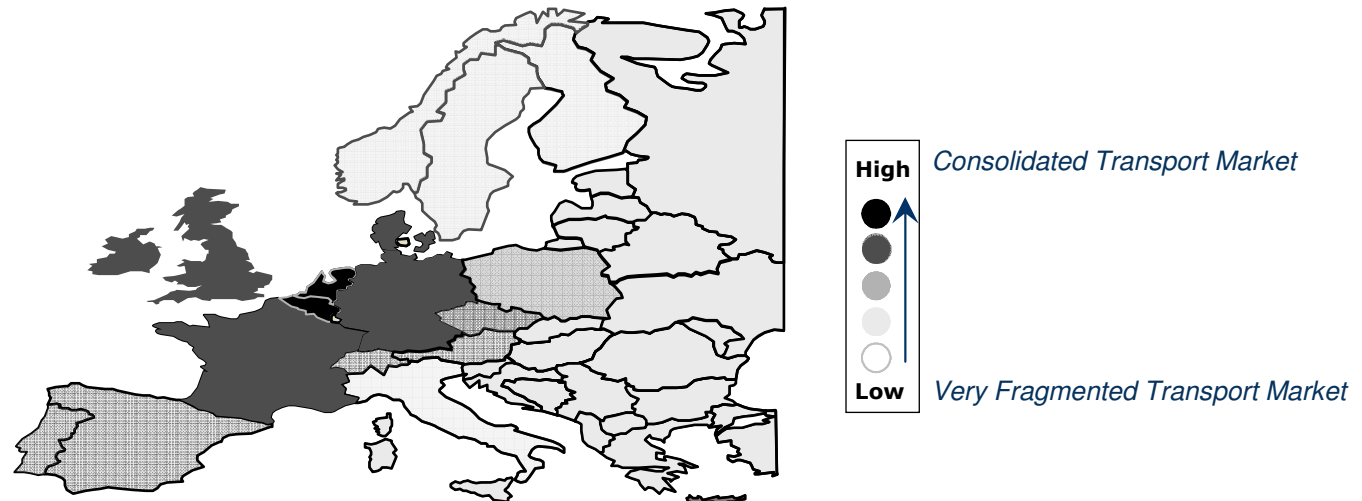 High
Consolidated Transport Market
Low
Very Fragmented Transport Market